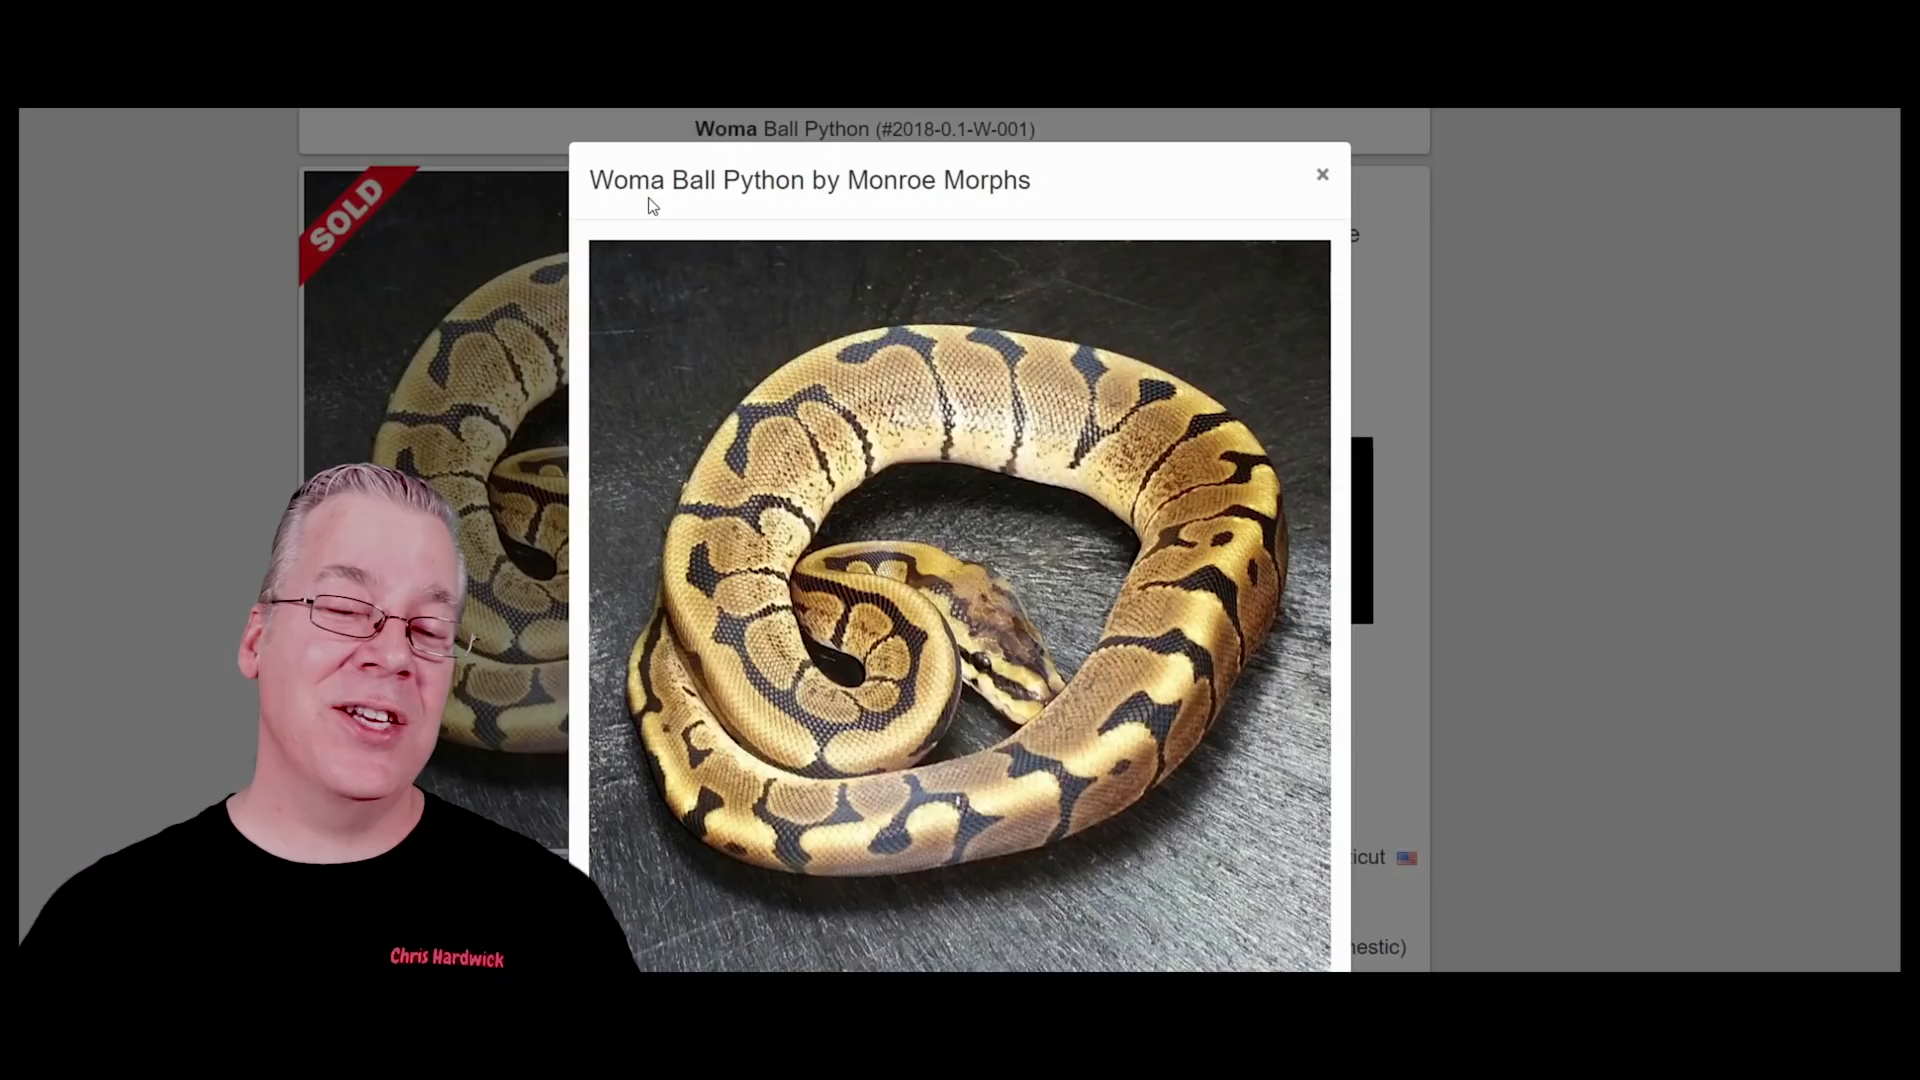 Woma Ball Python (#2018-0.1-W-001)
Woma Ball Python by Monroe Morphs
×
SOLD
e
icut
nestic)
Chris Hardwick